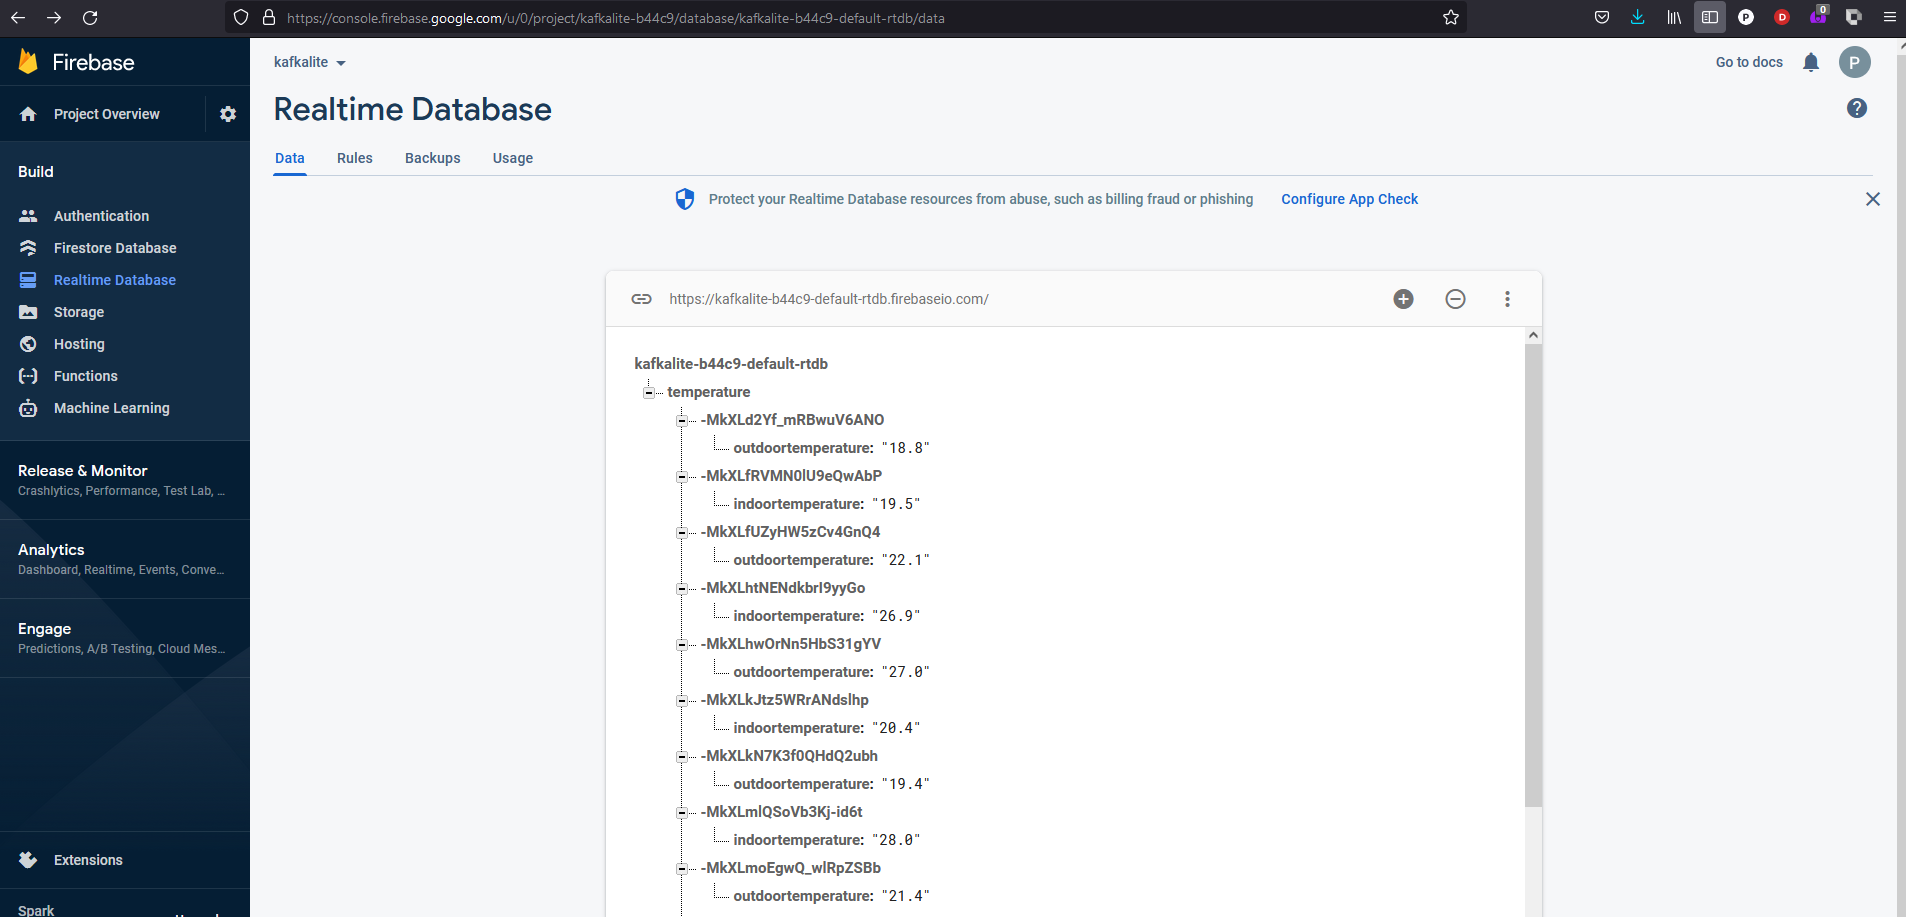 https://console.firebase.google.com/u/0/project/kafkalite-b44c9/database/kafkalite-b44c9-default-rtdb/data
P
D
0
Firebase
kafkalite
Go to docs
P
Project Overview
Realtime Database
?
Build
Data Rules Backups Usage
Protect your Realtime Database resources from abuse, such as billing fraud or phishing Configure App Check
Authentication
Firestore Database
Realtime Database
Storage
Hosting
Functions
Machine Learning
Release & Monitor
Crashlytics, Performance, Test Lab, ...
Analytics
Dashboard, Realtime, Events, Conve...
Engage
Predictions, A/B Testing, Cloud Mes...
Extensions
Spark
https://kafkalite-b44c9-default-rtdb.firebaseio.com/
kafkalite-b44c9-default-rtdb
temperature
-MkXLd2Yf_mRBwuV6ANO
outdoortemperature: "18.8"
-MkXLfRVMN0lU9eQwAbP
indoortemperature: "19.5"
-MkXLfUZyHW5zCv4GnQ4
outdoortemperature: "22.1"
-MkXLhtNENdkbrI9yyGo
indoortemperature: "26.9"
-MkXLhwOrNn5HbS31gYV
outdoortemperature: "27.0"
-MkXLkJtz5WRrANdslhp
indoortemperature: "20.4"
-MkXLkN7K3f0QHdQ2ubh
outdoortemperature: "19.4"
-MkXLmlQSoVb3Kj-id6t
indoortemperature: "28.0"
-MkXLmoEgwQ_wlRpZSBb
outdoortemperature: "21.4"